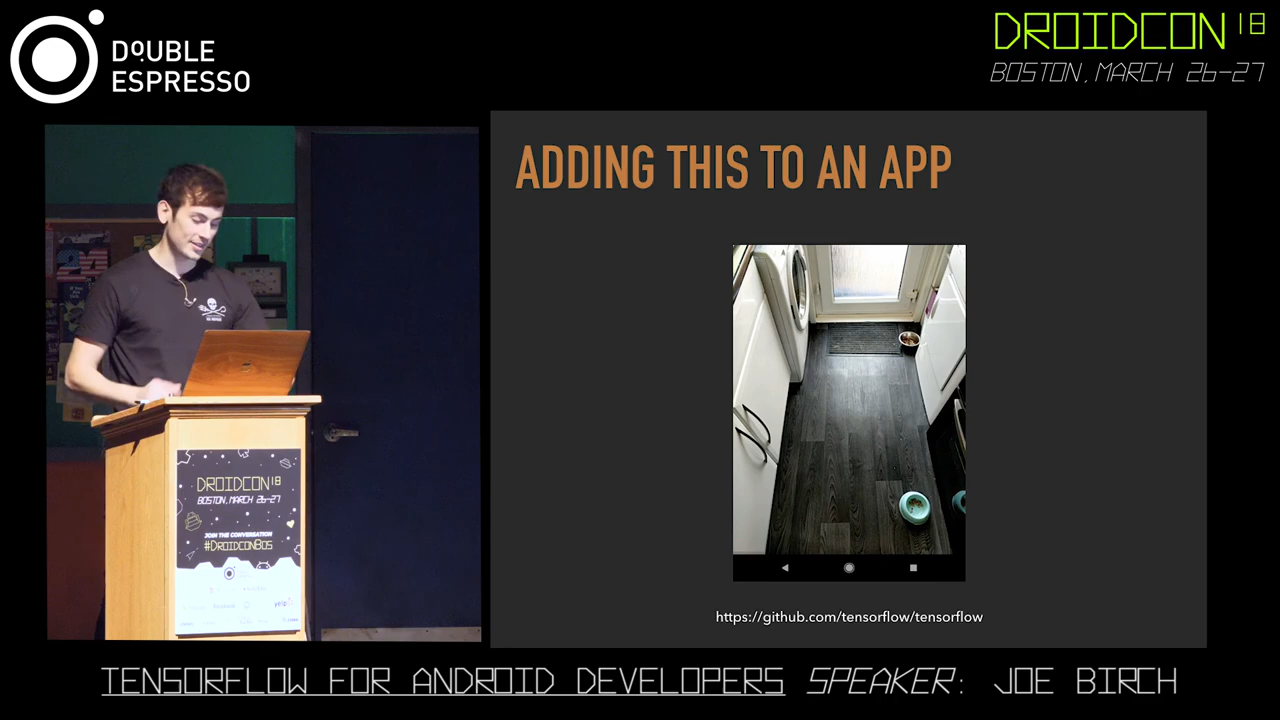 DOUBLE
ESPRESSO
DROIDCON 18
BOSTON, MARCH 26-27
ADDING THIS TO AN APP
https://github.com/tensorflow/tensorflow
DROIDCON 18
BOSTON, MARCH 26-27
JOIN THE CONVERSATION
#DROIDCONBOS
yelp
TENSORFLOW FOR ANDROID DEVELOPERS SPEAKER: JOE BIRCH